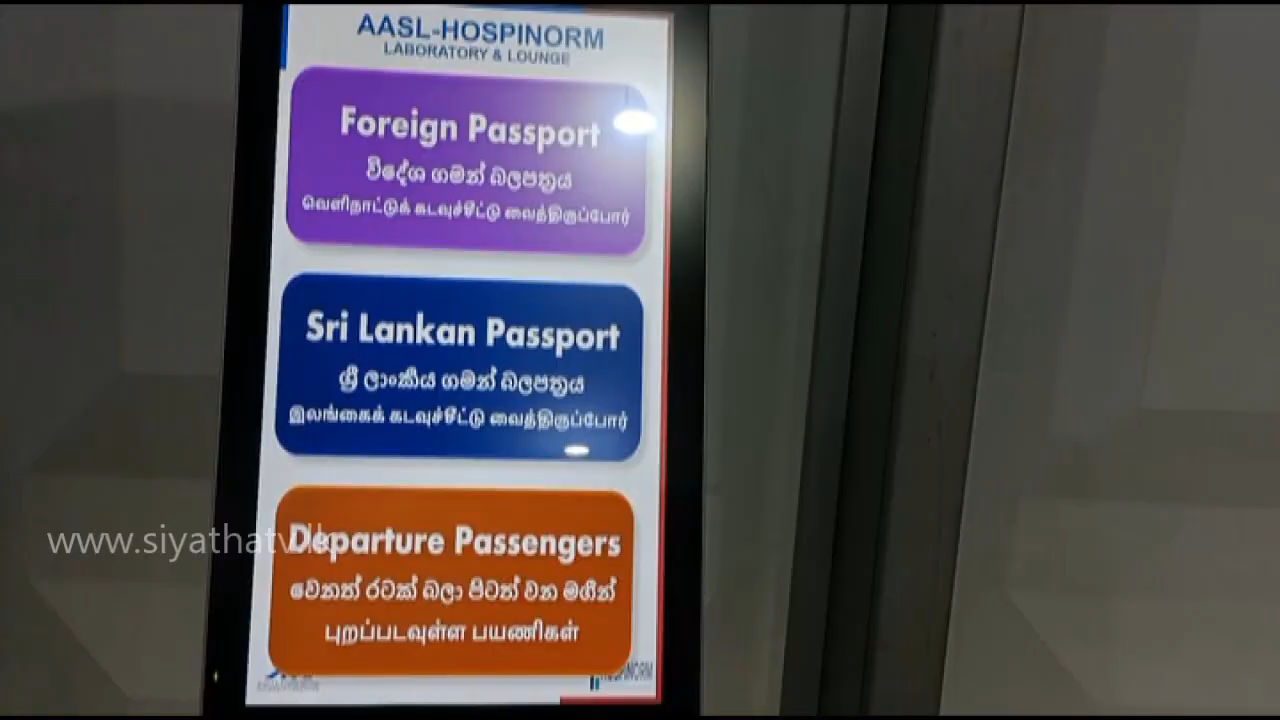 AASL-HOSPINORM
LABORATORY & LOUNGE
Foreign Passport
විදේශ ගමන් බලපත්‍රය
வெளிநாட்டுக் கடவுச்சீட்டு வைத்திருப்போர்
Sri Lankan Passport
ශ්‍රී ලාංකීය ගමන් බලපත්‍රය
இலங்கைக் கடவுச்சீட்டு வைத்திருப்போர்
www.siyathatv.lk
Departure Passengers
වෙනත් රටක් බලා පිටත් වන මගීන්
புறப்படவுள்ள பயணிகள்
HOSPINORM